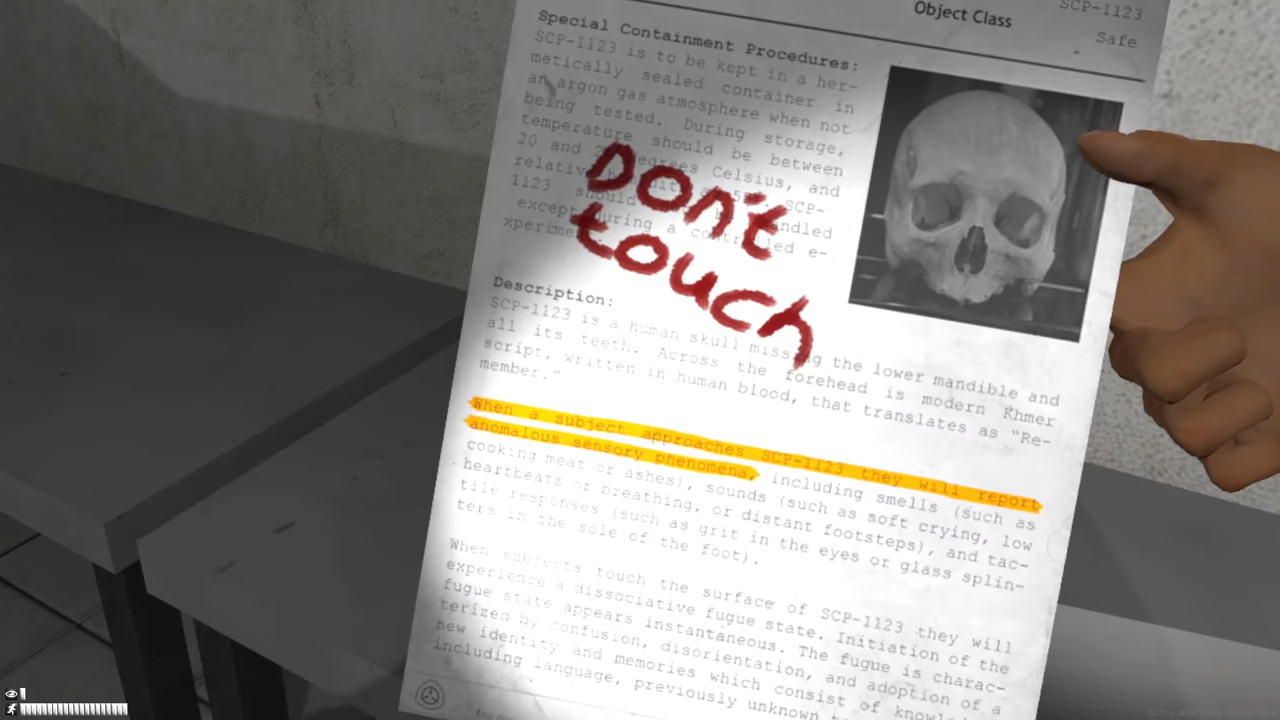 SCP-1123
Object Class
Safe
Special Containment Procedures:
SCP-1123 is to be kept in a her-
metically sealed container in
an argon gas atmosphere when not
being tested. During storage,
temperature should be between
20 and degrees Celsius, and
relative SCP-
1123 should handled
except during a controlled e-
xperime
Don't
touch
Description:
SCP-1123 is a human skull missing the lower mandible and
all its teeth. Across the forehead is modern Khmer
script, written in human blood, that translates as "Re-
member."
When a subject approaches SCP-1123 they will report
anomalous sensory phenomena, including smells (such as
cooking meat or ashes), sounds (such as soft crying, low
heartbeats or breathing, or distant footsteps), and tac-
tile responses (such as grit in the eyes or glass splin-
ters in the sole of the foot).
When subjects touch the surface of SCP-1123 they will
experience a dissociative fugue state. Initiation of the
fugue state appears instantaneous. The fugue is charac-
terized by confusion, disorientation, and adoption of a
new identity and memories which consist of
including language, previously unknown